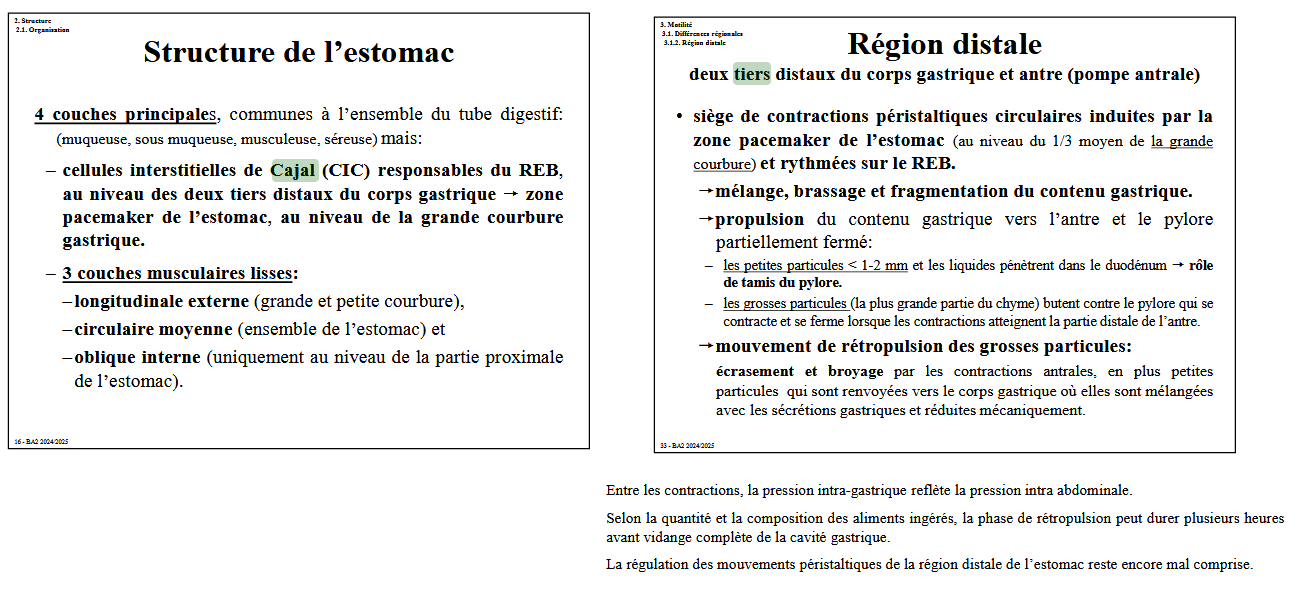 2. Structure
2.1. Organisation
Structure de l’estomac
4 couches principales, communes à l’ensemble du tube digestif:
(muqueuse, sous muqueuse, musculeuse, séreuse) mais:
– cellules interstitielles de Cajal (CIC) responsables du REB,
au niveau des deux tiers distaux du corps gastrique → zone
pacemaker de l’estomac, au niveau de la grande courbure
gastrique.
– 3 couches musculaires lisses:
–longitudinale externe (grande et petite courbure),
–circulaire moyenne (ensemble de l’estomac) et
–oblique interne (uniquement au niveau de la partie proximale
de l’estomac).
16 - BA2 2024/2025
3. Motilité
3.1. Différences régionales
3.1.2. Région distale
Région distale
deux tiers distaux du corps gastrique et antre (pompe antrale)
• siège de contractions péristaltiques circulaires induites par la
zone pacemaker de l’estomac (au niveau du 1/3 moyen de la grande
courbure) et rythmées sur le REB.
→mélange, brassage et fragmentation du contenu gastrique.
→propulsion du contenu gastrique vers l’antre et le pylore
partiellement fermé:
– les petites particules < 1-2 mm et les liquides pénètrent dans le duodénum → rôle
de tamis du pylore.
– les grosses particules (la plus grande partie du chyme) butent contre le pylore qui se
contracte et se ferme lorsque les contractions atteignent la partie distale de l’antre.
→mouvement de rétropulsion des grosses particules:
écrasement et broyage par les contractions antrales, en plus petites
particules qui sont renvoyées vers le corps gastrique où elles sont mélangées
avec les sécrétions gastriques et réduites mécaniquement.
33 - BA2 2024/2025
Entre les contractions, la pression intra-gastrique reflète la pression intra abdominale.
Selon la quantité et la composition des aliments ingérés, la phase de rétropulsion peut durer plusieurs heures
avant vidange complète de la cavité gastrique.
La régulation des mouvements péristaltiques de la région distale de l’estomac reste encore mal comprise.